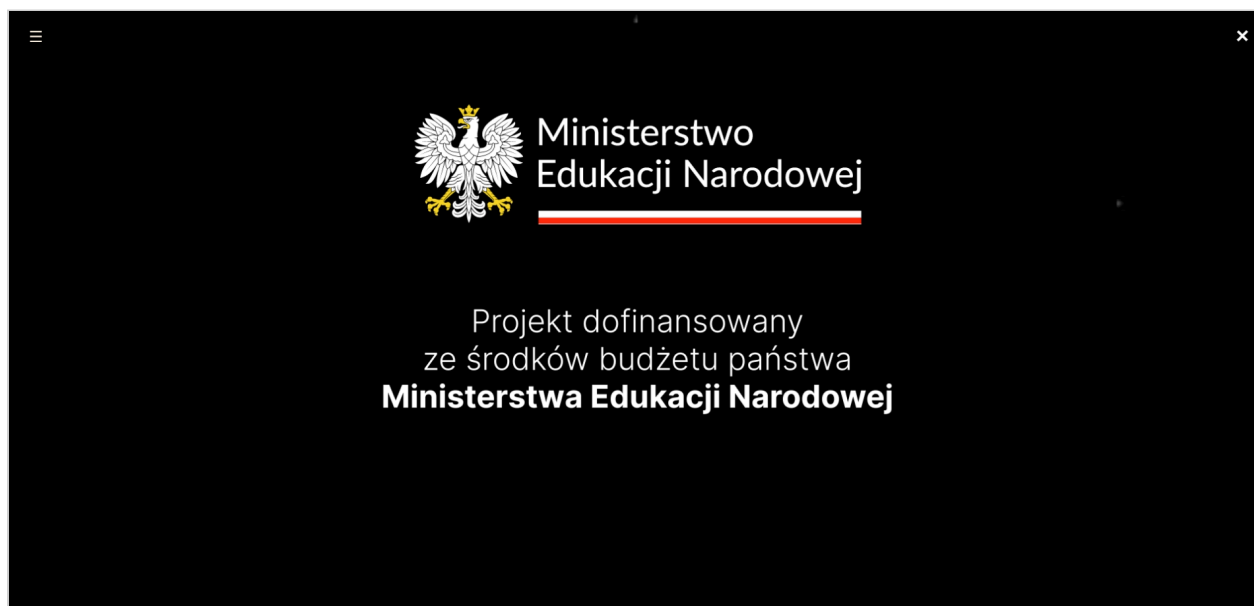 Ministerstwo
Edukacji Narodowej
Projekt dofinansowany
ze środków budżetu państwa
Ministerstwa Edukacji Narodowej